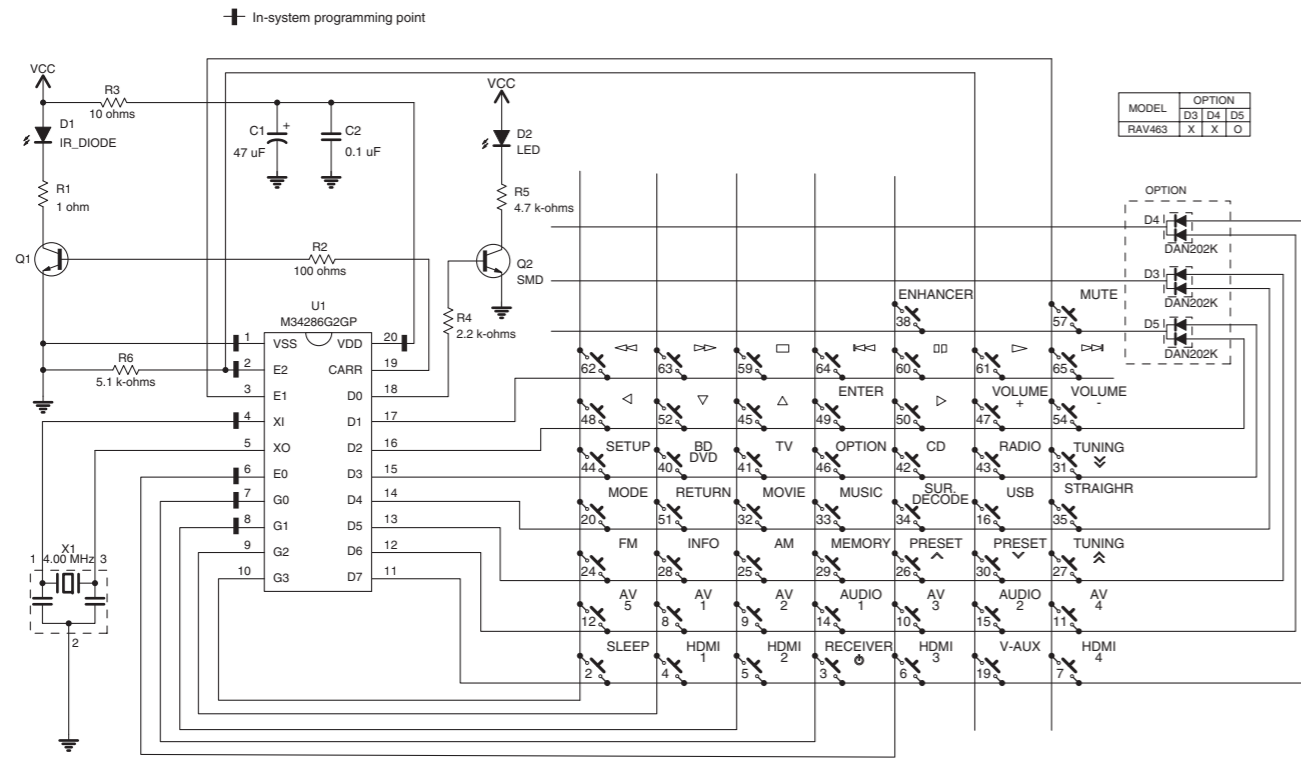 In-system programming point
VCC
R3
10 ohms
D1
IR_DIODE
C1
+
47 uF
C2
0.1 uF
R1
1 ohm
Q1
R2
100 ohms
VCC
D2
LED
R5
4.7 k-ohms
Q2
SMD
R4
2.2 k-ohms
MODEL OPTION
D3 D4 D5
RAV463 X X O
OPTION
D4
DAN202K
D3
DAN202K
D5
DAN202K
U1
M34286G2GP
R6
5.1 k-ohms
1 VSS VDD 20
2 E2 CARR 19
3 E1 D0 18
4 XI D1 17
5 XO D2 16
6 E0 D3 15
7 G0 D4 14
8 G1 D5 13
9 G2 D6 12
10 G3 D7 11
X1
1 4.00 MHz 3
2
ENHANCER MUTE
38 57
62 63 59 64 60 61 65
ENTER VOLUME + VOLUME -
48 52 45 49 50 47 54
SETUP BD DVD TV OPTION CD RADIO TUNING
44 40 41 46 42 43 31
MODE RETURN MOVIE MUSIC SUR. DECODE USB STRAIGHR
20 51 32 33 34 16 35
FM INFO AM MEMORY PRESET PRESET TUNING
24 28 25 29 26 30 27
AV 5 AV 1 AV 2 AUDIO 1 AV 3 AUDIO 2 AV 4
12 8 9 14 10 15 11
SLEEP HDMI 1 HDMI 2 RECEIVER HDMI 3 V-AUX HDMI 4
2 4 5 3 6 19 7